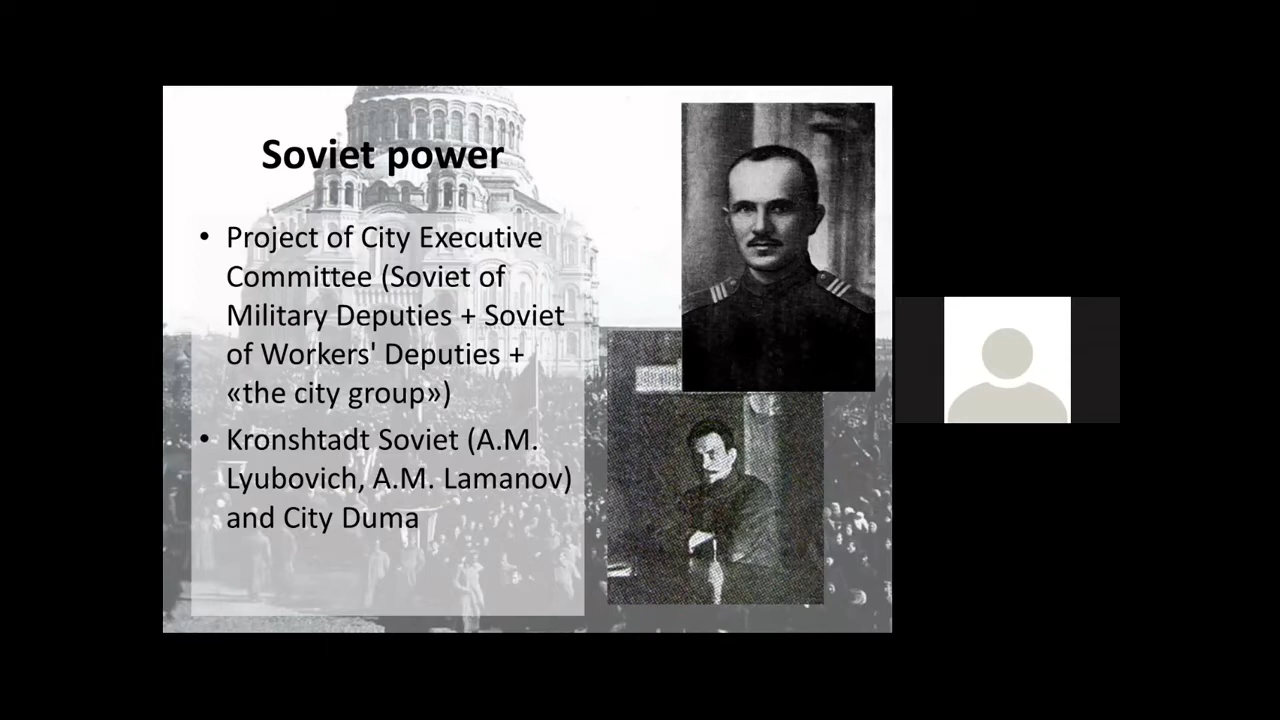 Soviet power
• Project of City Executive
Committee (Soviet of
Military Deputies + Soviet
of Workers' Deputies +
«the city group»)
• Kronshtadt Soviet (A.M.
Lyubovich, A.M. Lamanov)
and City Duma